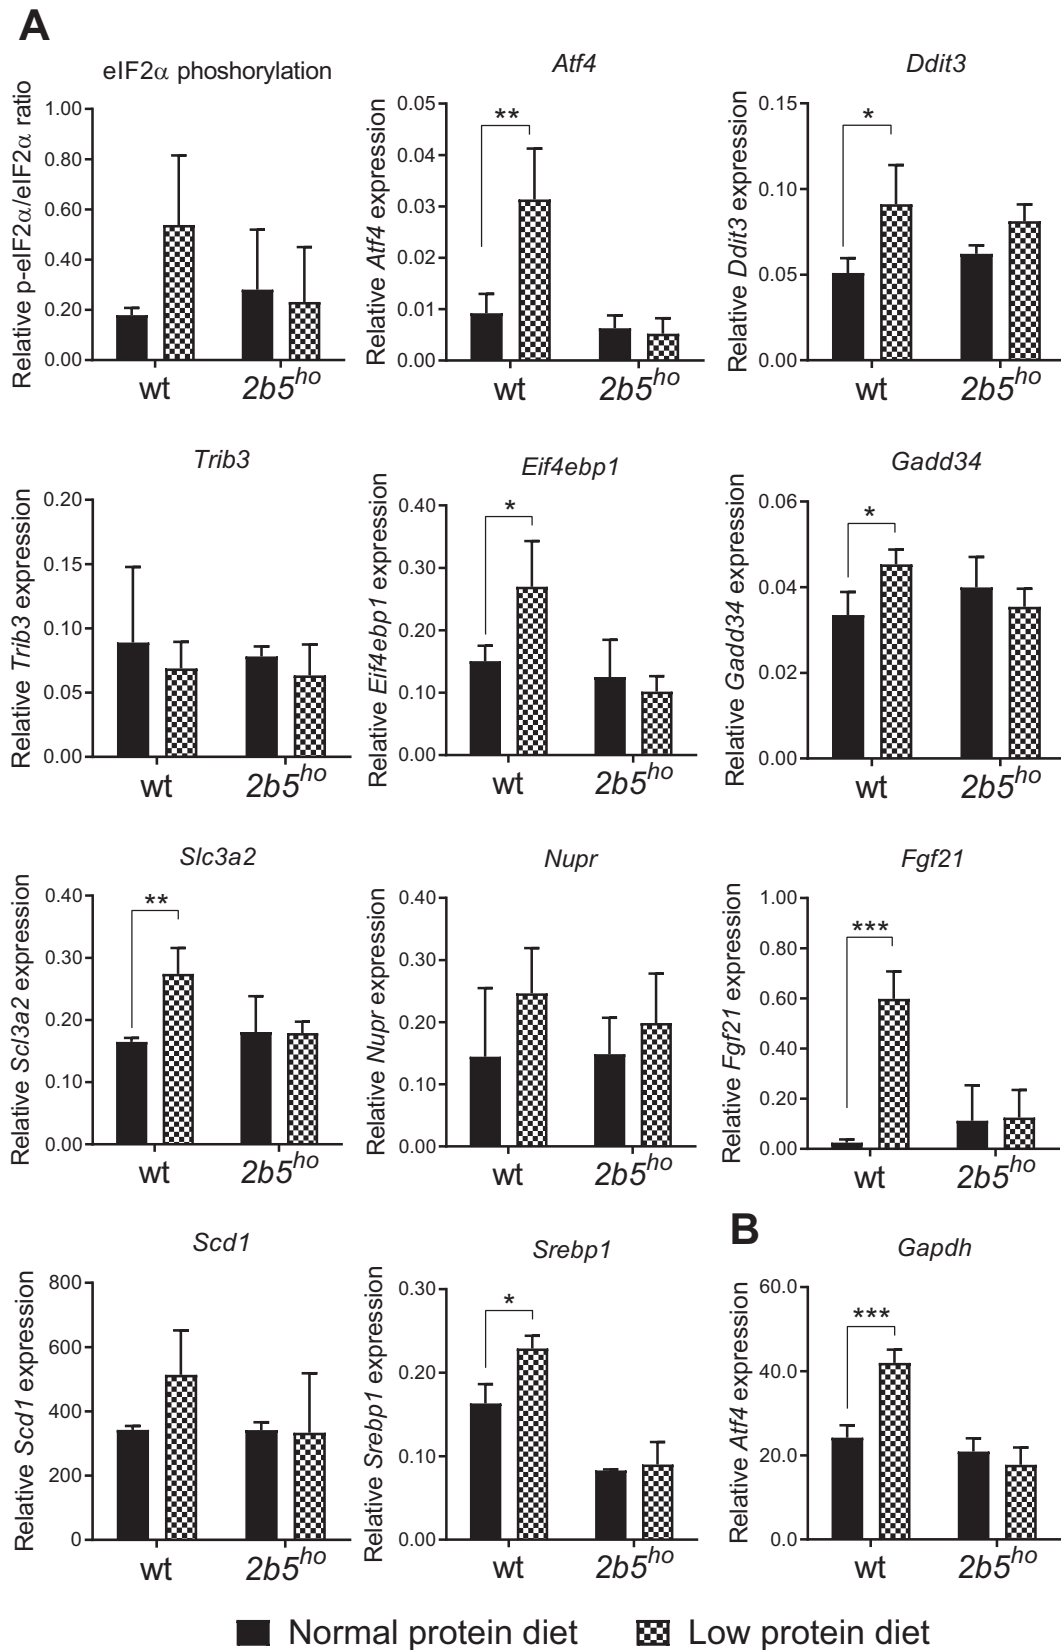 A
eIF2α phoshorylation
Relative p-eIF2α/eIF2α ratio
1.00
0.80
0.60
0.40
0.20
0.00
wt
2b5ho
Atf4
Relative Atf4 expression
0.05
0.04
0.03
0.02
0.01
0.00
**
wt
2b5ho
Ddit3
Relative Ddit3 expression
0.15
0.10
0.05
0.00
*
wt
2b5ho
Trib3
Relative Trib3 expression
0.20
0.15
0.10
0.05
0.00
wt
2b5ho
Eif4ebp1
Relative Eif4ebp1 expression
0.40
0.30
0.20
0.10
0.00
*
wt
2b5ho
Gadd34
Relative Gadd34 expression
0.06
0.04
0.02
0.00
*
wt
2b5ho
Slc3a2
Relative Scl3a2 expression
0.40
0.30
0.20
0.10
0.00
**
wt
2b5ho
Nupr
Relative Nupr expression
0.40
0.30
0.20
0.10
0.00
wt
2b5ho
Fgf21
Relative Fgf21 expression
1.00
0.80
0.60
0.40
0.20
0.00
***
wt
2b5ho
Scd1
Relative Scd1 expression
800
600
400
200
0
wt
2b5ho
Srebp1
Relative Srebp1 expression
0.30
0.20
0.10
0.00
*
wt
2b5ho
B
Gapdh
Relative Atf4 expression
60.0
40.0
20.0
0.0
***
wt
2b5ho
Normal protein diet
Low protein diet